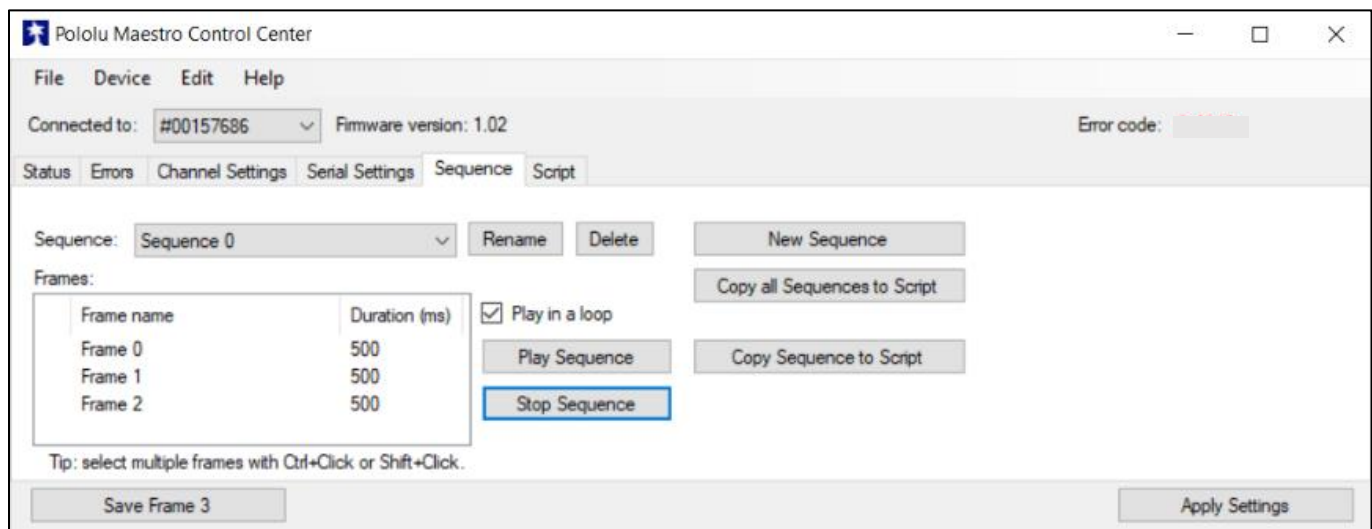 Pololu Maestro Control Center
File Device Edit Help
Connected to: #00157686 Firmware version: 1.02 Error code:
Status Errors Channel Settings Serial Settings Sequence Script
Sequence: Sequence 0 Rename Delete New Sequence
Frames:
Copy all Sequences to Script
Frame name Duration (ms) Play in a loop
Frame 0 500 Play Sequence Copy Sequence to Script
Frame 1 500
Frame 2 500 Stop Sequence
Tip: select multiple frames with Ctrl+Click or Shift+Click.
Save Frame 3 Apply Settings